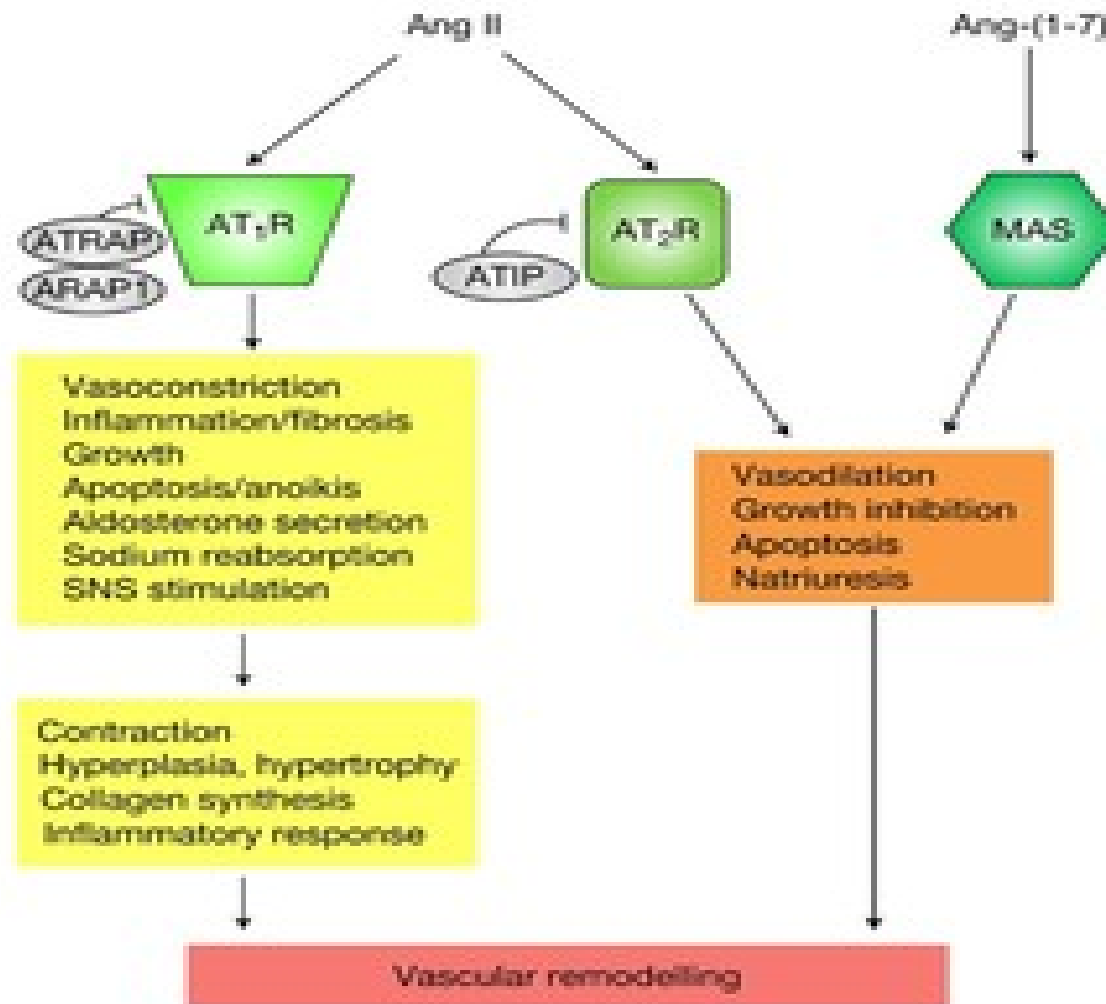 Ang II
Ang-(1-7)
AT₁R
ATRAP
ARAP1
AT₂R
ATIP
MAS
Vasoconstriction
Inflammation/fibrosis
Growth
Apoptosis/anoikis
Aldosterone secretion
Sodium reabsorption
SNS stimulation
Vasodilation
Growth inhibition
Apoptosis
Natriuresis
Contraction
Hyperplasia, hypertrophy
Collagen synthesis
Inflammatory response
Vascular remodelling